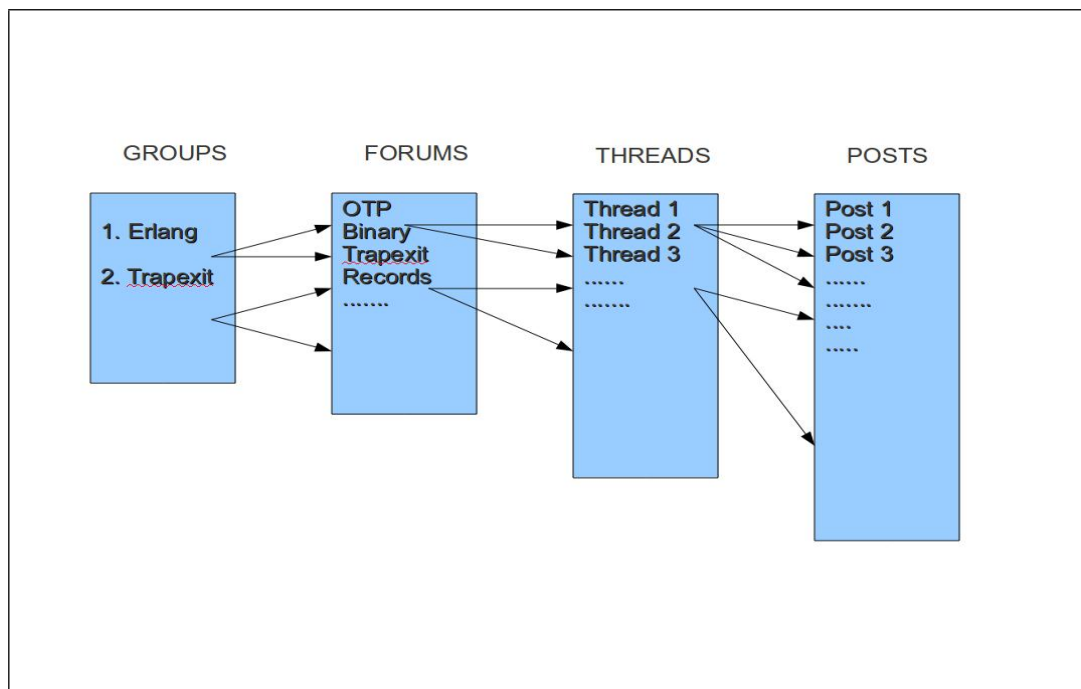 GROUPS
FORUMS
THREADS
POSTS
1. Erlang
2. Trapexit
OTP
Binary
Trapexit
Records
.......
Thread 1
Thread 2
Thread 3
......
.......
Post 1
Post 2
Post 3
......
.......
....
.....